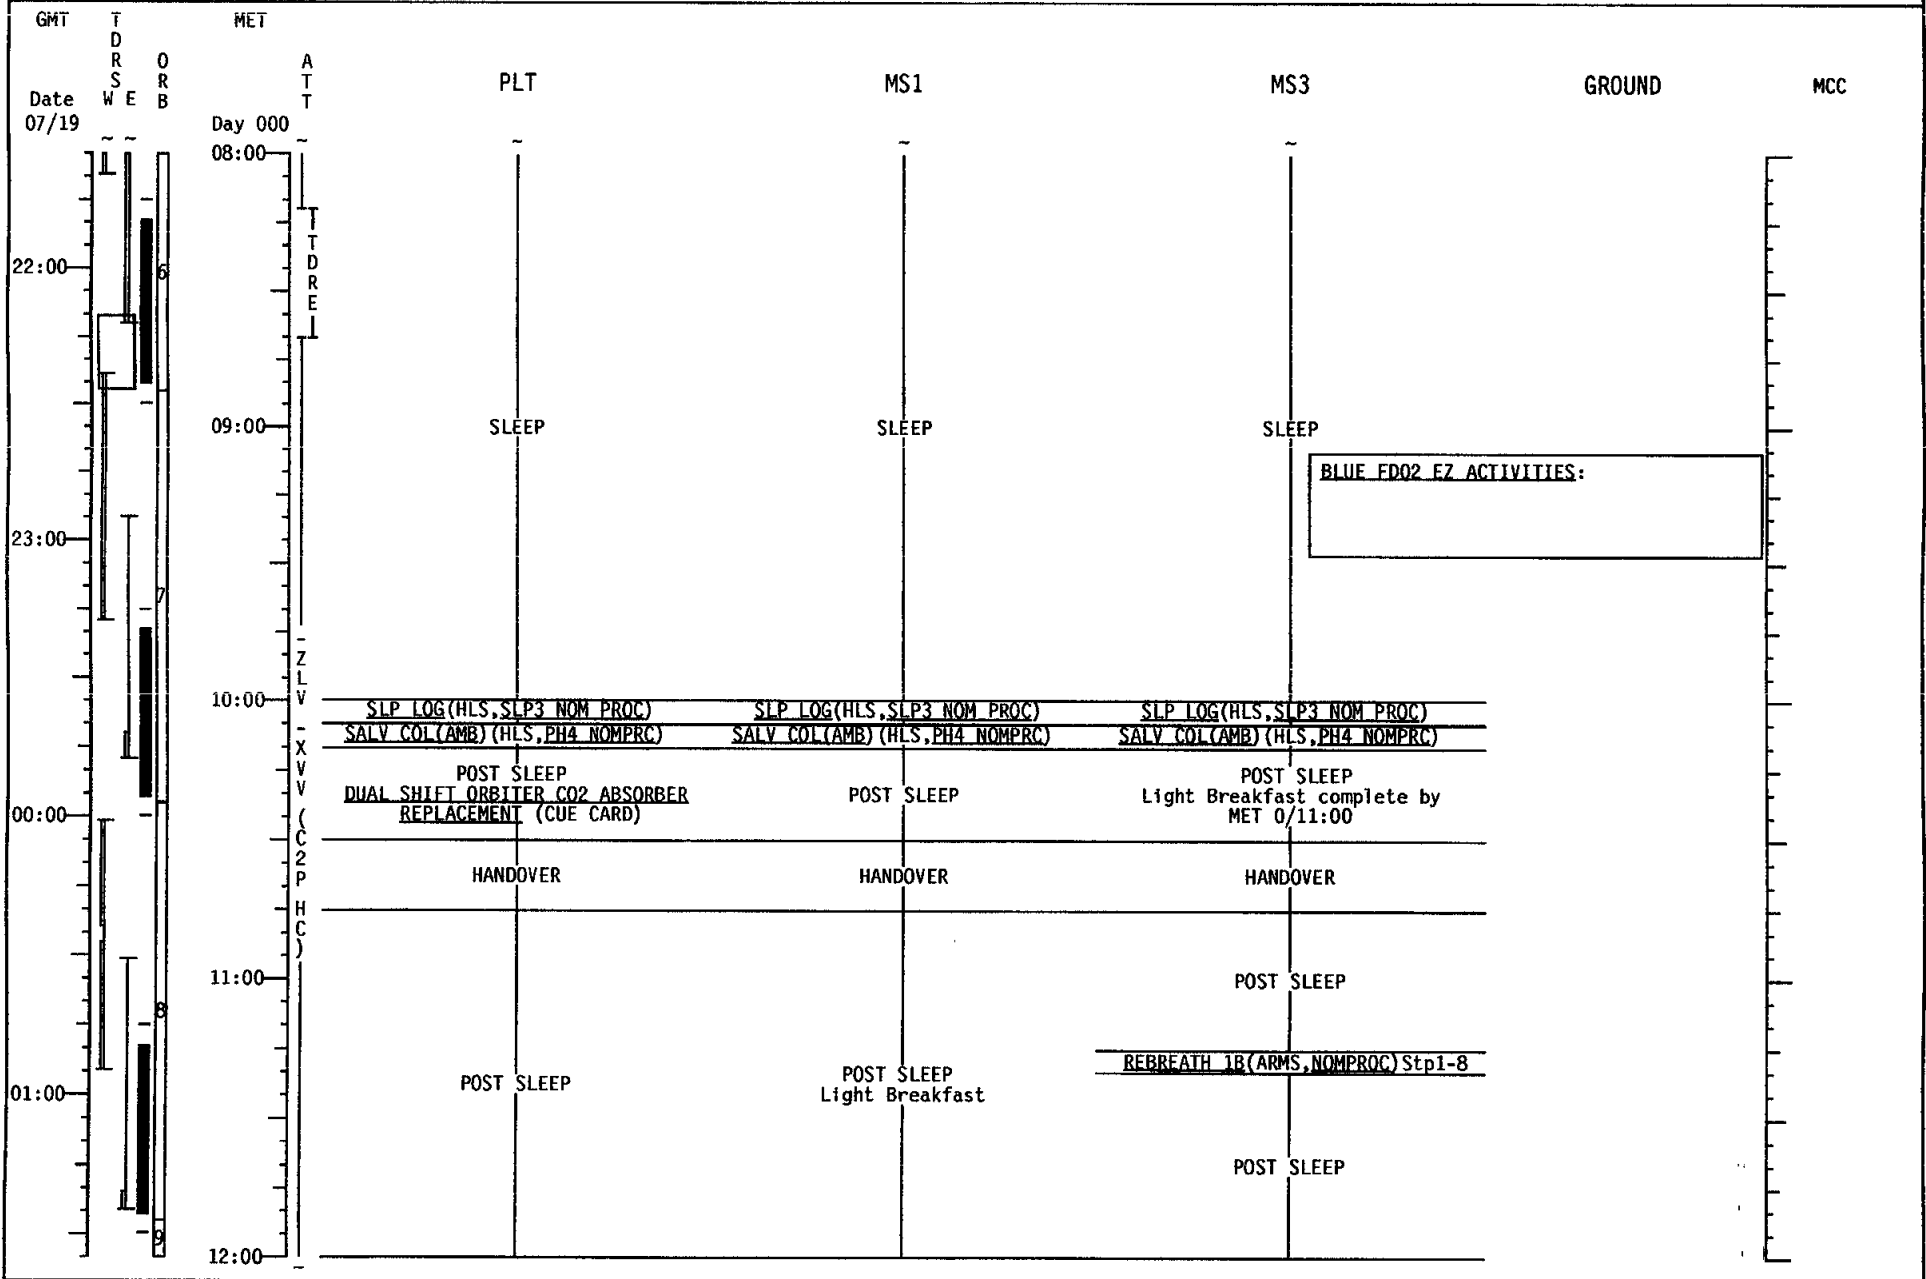 GMT T D R S W E O R B MET A T T PLT MS1 MS3 GROUND MCC
Date
07/19 Day 000
~ ~ ~ ~ ~ ~
08:00
T T D R E
22:00 6
09:00 SLEEP SLEEP SLEEP
BLUE FD02 EZ ACTIVITIES:
23:00
7
-ZLV
10:00
SLP LOG(HLS,SLP3 NOM PROC) SLP LOG(HLS,SLP3 NOM PROC) SLP LOG(HLS,SLP3 NOM PROC)
SALV COL(AMB)(HLS,PH4 NOMPRC) SALV COL(AMB)(HLS,PH4 NOMPRC) SALV COL(AMB)(HLS,PH4 NOMPRC)
-XVV
POST SLEEP POST SLEEP
DUAL SHIFT ORBITER CO2 ABSORBER POST SLEEP Light Breakfast complete by
00:00 REPLACEMENT (CUE CARD) MET 0/11:00
(C2P
HANDOVER HANDOVER HANDOVER
HC)
11:00 POST SLEEP
8
REBREATH 1B(ARMS,NOMPROC)Stp1-8
POST SLEEP POST SLEEP
01:00 Light Breakfast
POST SLEEP
9
12:00
~